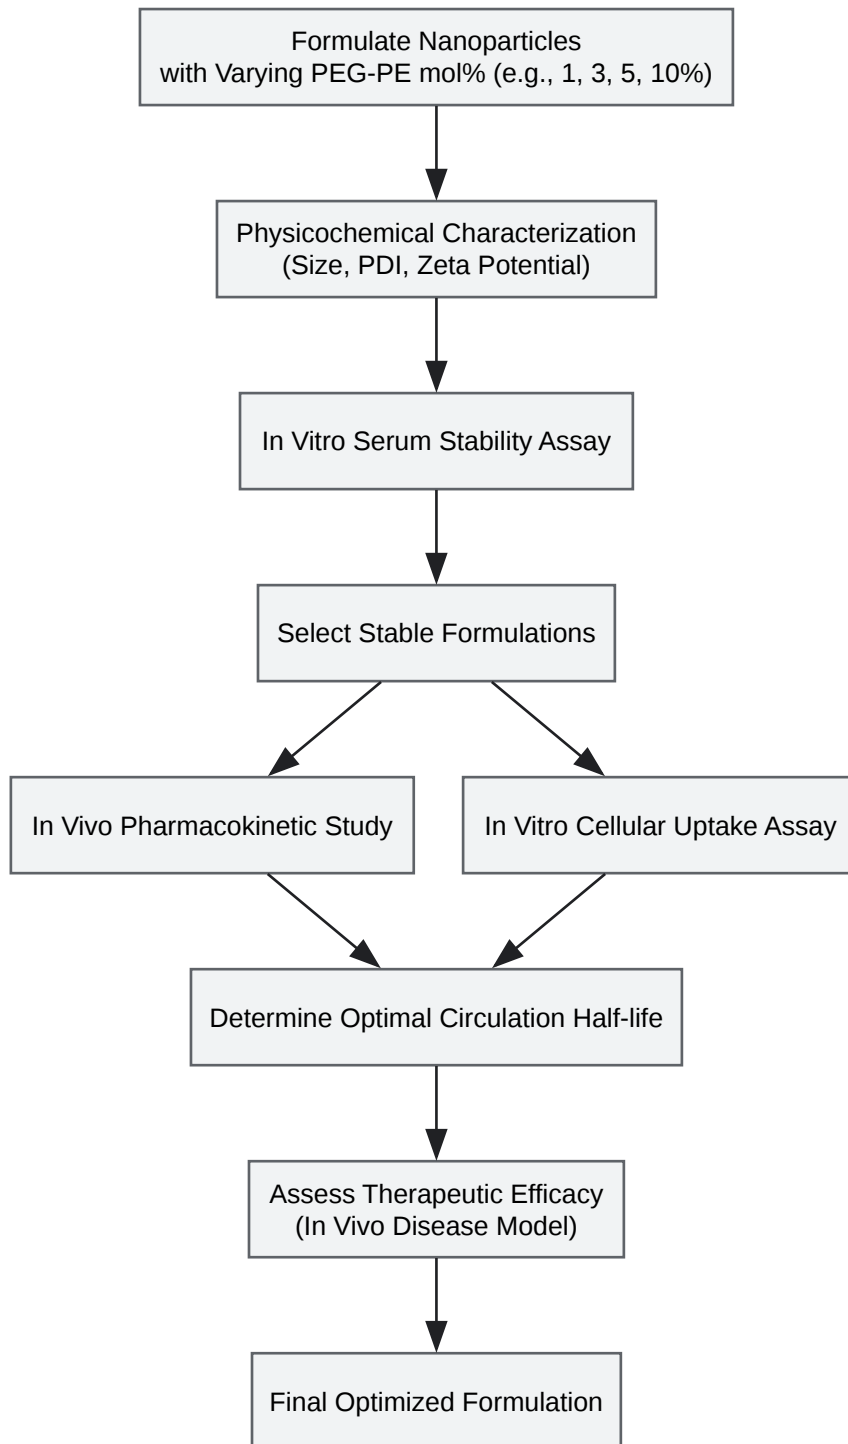 Formulate Nanoparticles
with Varying PEG-PE mol% (e.g., 1, 3, 5, 10%)
Physicochemical Characterization
(Size, PDI, Zeta Potential)
In Vitro Serum Stability Assay
Select Stable Formulations
In Vivo Pharmacokinetic Study
In Vitro Cellular Uptake Assay
Determine Optimal Circulation Half-life
Assess Therapeutic Efficacy
(In Vivo Disease Model)
Final Optimized Formulation